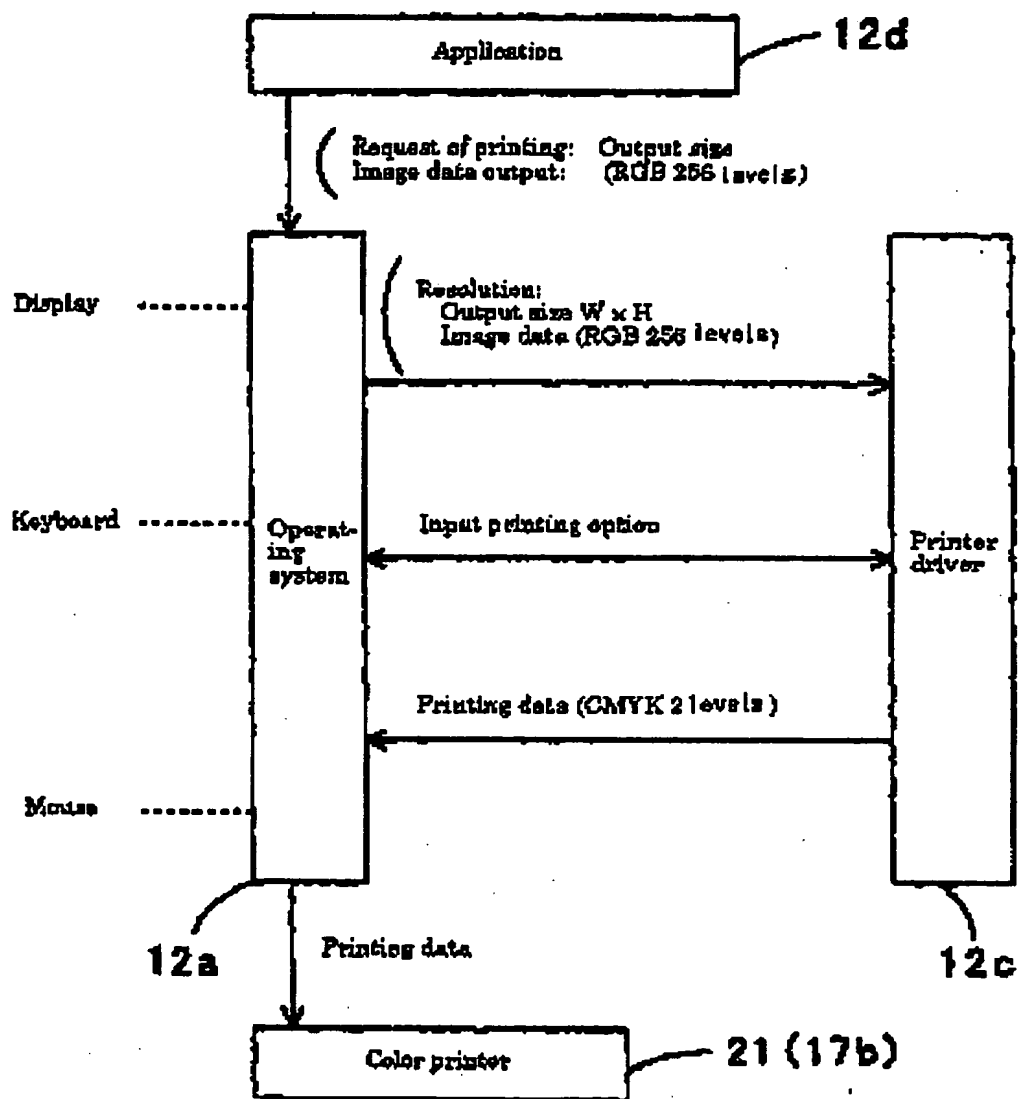 Application
12d
Request of printing: Output size
Image data output: (RGB 256 levels)
Resolution:
Output size W x H
Image data (RGB 256 levels)
Display
Keyboard
Operat-
ing
system
Input printing option
Printer
driver
Printing data (CMYK 2 levels)
Mouse
12a
Printing data
12c
Color printer
21 (17b)